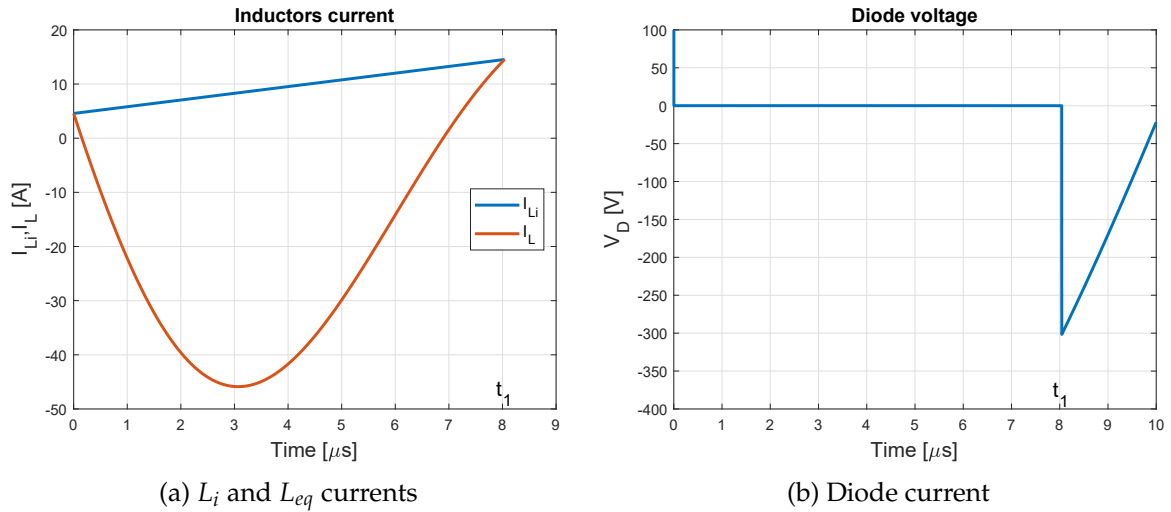 Inductors current
20
10
0
-10
-20
-30
-40
-50
I_Li,I_L [A]
I_Li
I_L
t_1
0 1 2 3 4 5 6 7 8 9
Time [μs]
(a) L_i and L_eq currents
Diode voltage
100
50
0
-50
-100
-150
-200
-250
-300
-350
-400
V_D [V]
t_1
0 1 2 3 4 5 6 7 8 9 10
Time [μs]
(b) Diode current